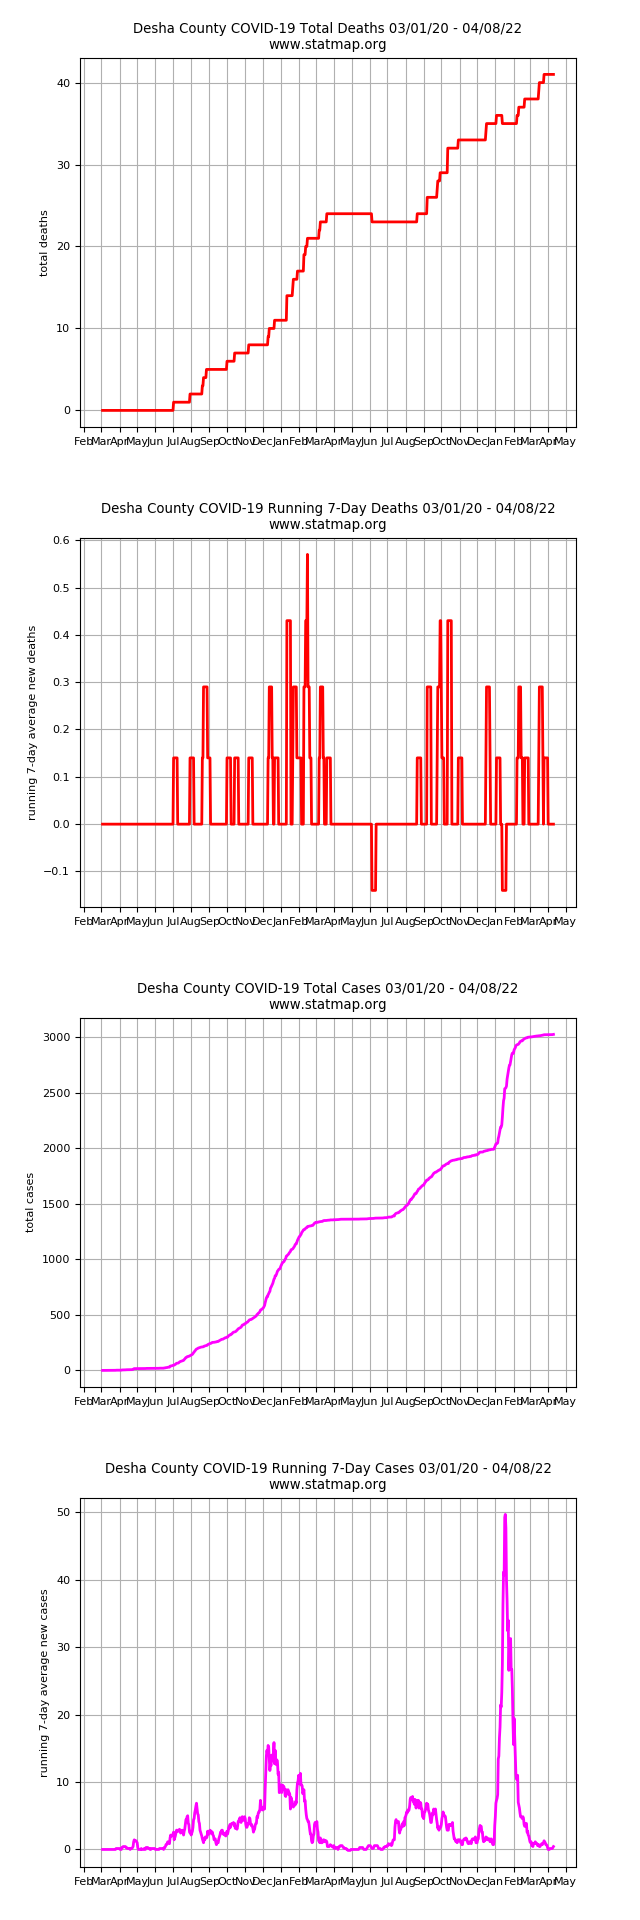 Desha County COVID-19 Total Deaths 03/01/20 - 04/08/22
www.statmap.org
40
30
20
10
0
total deaths
Feb Mar Apr May Jun Jul Aug Sep Oct Nov Dec Jan Feb Mar Apr May Jun Jul Aug Sep Oct Nov Dec Jan Feb Mar Apr May
Desha County COVID-19 Running 7-Day Deaths 03/01/20 - 04/08/22
www.statmap.org
0.6
0.5
0.4
0.3
0.2
0.1
0.0
−0.1
running 7-day average new deaths
Feb Mar Apr May Jun Jul Aug Sep Oct Nov Dec Jan Feb Mar Apr May Jun Jul Aug Sep Oct Nov Dec Jan Feb Mar Apr May
Desha County COVID-19 Total Cases 03/01/20 - 04/08/22
www.statmap.org
3000
2500
2000
1500
1000
500
0
total cases
Feb Mar Apr May Jun Jul Aug Sep Oct Nov Dec Jan Feb Mar Apr May Jun Jul Aug Sep Oct Nov Dec Jan Feb Mar Apr May
Desha County COVID-19 Running 7-Day Cases 03/01/20 - 04/08/22
www.statmap.org
50
40
30
20
10
0
running 7-day average new cases
Feb Mar Apr May Jun Jul Aug Sep Oct Nov Dec Jan Feb Mar Apr May Jun Jul Aug Sep Oct Nov Dec Jan Feb Mar Apr May